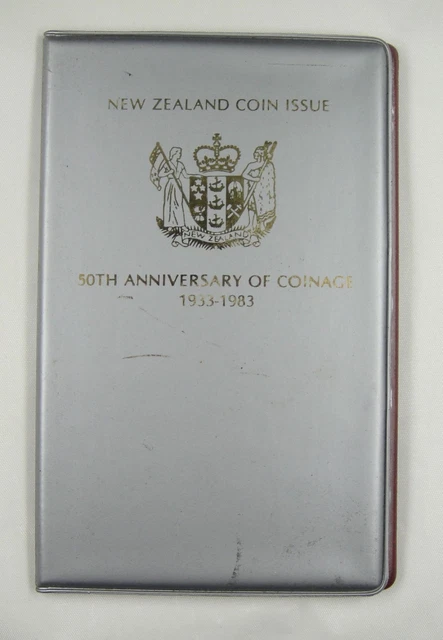 NEW ZEALAND COIN ISSUE
NEW ZEALAND
50TH ANNIVERSARY OF COINAGE
1933-1983